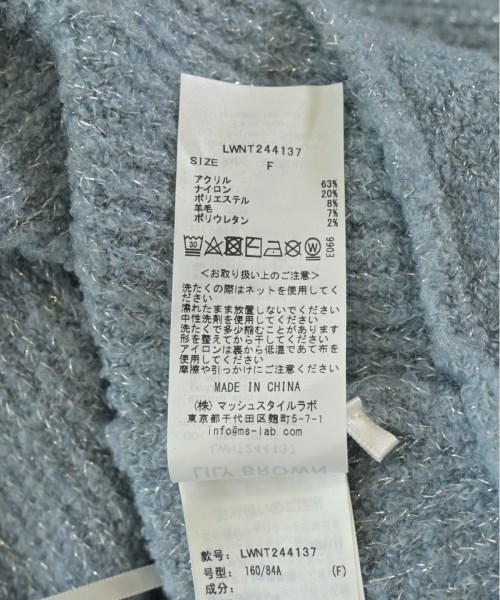 LWNT244137
SIZE F
アクリル 63%
ナイロン 20%
ポリエステル 8%
羊毛 7%
ポリウレタン 2%
30
E066
<お取り扱い上のご注意>
洗たくの際はネットを使用してく
ださい
濡れたまま放置しないでください
中性洗剤を使用してください
洗たくで多少縮むことがあります
形を整えてから干してください
アイロンは裏から低温であて布を
使用してください
摩擦や引っかけにご注意ください
MADE IN CHINA
(株)マッシュスタイルラボ
東京都千代田区麹町5-7-1
info@ms-lab.com
款号: LWNT244137
号型: 160/84A (F)
成分: